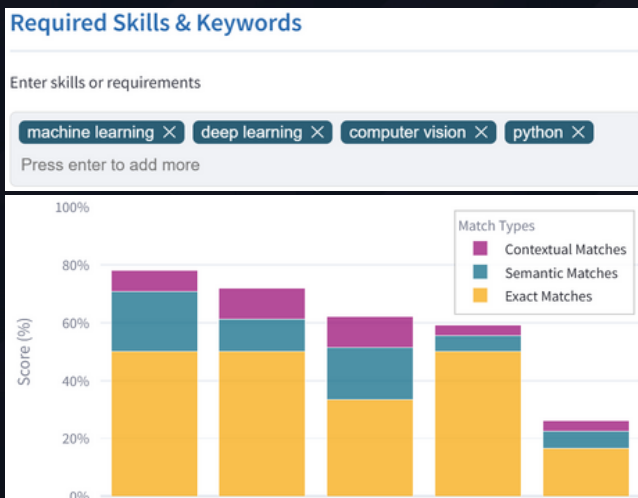 Required Skills & Keywords
Enter skills or requirements
machine learning × deep learning × computer vision × python ×
Press enter to add more
100%
80%
60%
40%
20%
0%
Score (%)
Match Types
Contextual Matches
Semantic Matches
Exact Matches